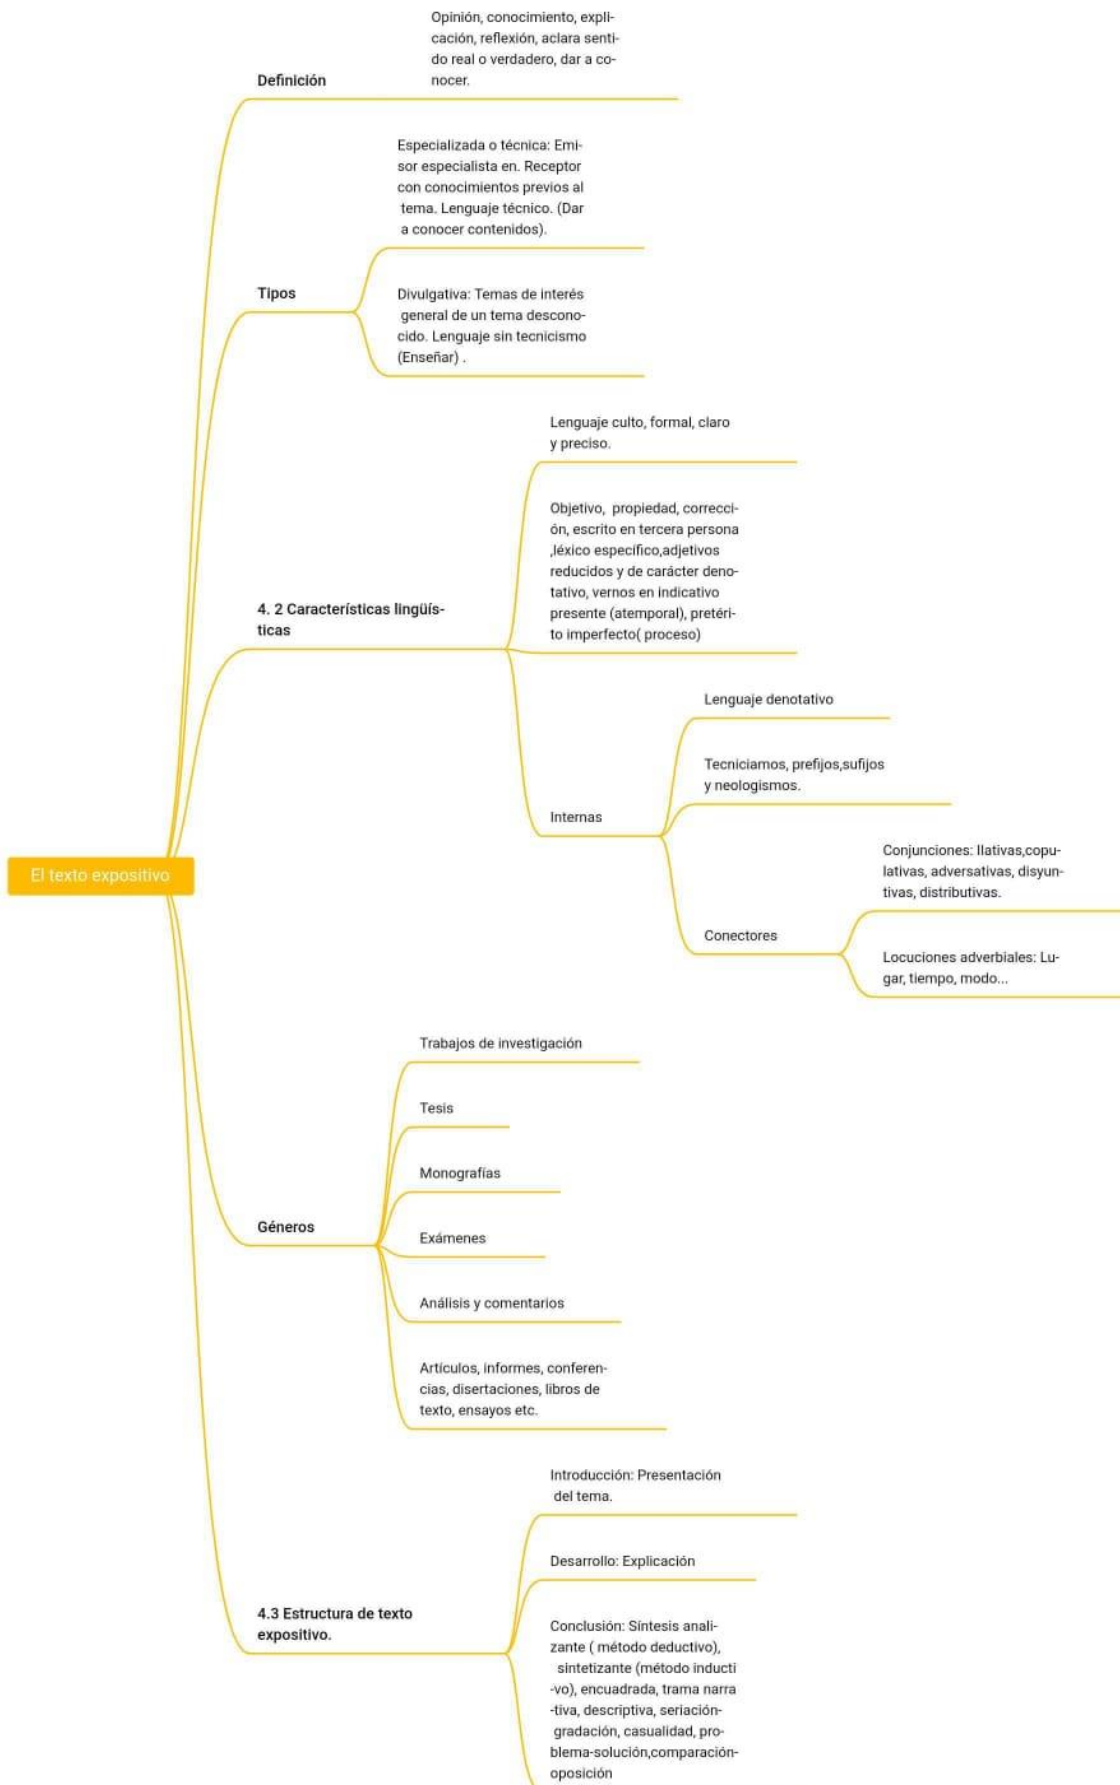 Opinión, conocimiento, expli-
cación, reflexión, aclara senti-
do real o verdadero, dar a co-
nocer.
Definición
Especializada o técnica: Emi-
sor especialista en. Receptor
con conocimientos previos al
tema. Lenguaje técnico. (Dar
a conocer contenidos).
Tipos
Divulgativa: Temas de interés
general de un tema descono-
cido. Lenguaje sin tecnicismo
(Enseñar) .
Lenguaje culto, formal, claro
y preciso.
Objetivo, propiedad, correcci-
ón, escrito en tercera persona
,léxico específico,adjetivos
reducidos y de carácter deno-
tativo, vernos en indicativo
presente (atemporal), pretéri-
to imperfecto( proceso)
4. 2 Características lingüís-
ticas
Lenguaje denotativo
Tecniciamos, prefijos,sufijos
y neologismos.
Internas
Conjunciones: Ilativas,copu-
lativas, adversativas, disyun-
tivas, distributivas.
Conectores
Locuciones adverbiales: Lu-
gar, tiempo, modo...
El texto expositivo
Trabajos de investigación
Tesis
Monografías
Géneros
Exámenes
Análisis y comentarios
Artículos, informes, conferen-
cias, disertaciones, libros de
texto, ensayos etc.
Introducción: Presentación
del tema.
Desarrollo: Explicación
4.3 Estructura de texto
expositivo.
Conclusión: Síntesis anali-
zante ( método deductivo),
sintetizante (método inducti
-vo), encuadrada, trama narra
-tiva, descriptiva, seriación-
gradación, casualidad, pro-
blema-solución,comparación-
oposición